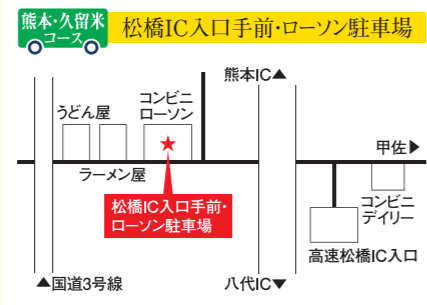 熊本・久留米
コース
松橋IC入口手前・ローソン駐車場
熊本IC▲
うどん屋
コンビニ
ローソン
★
甲佐▶
ラーメン屋
松橋IC入口手前・
ローソン駐車場
コンビニ
デイリー
高速松橋IC入口
▲国道3号線
八代IC▼